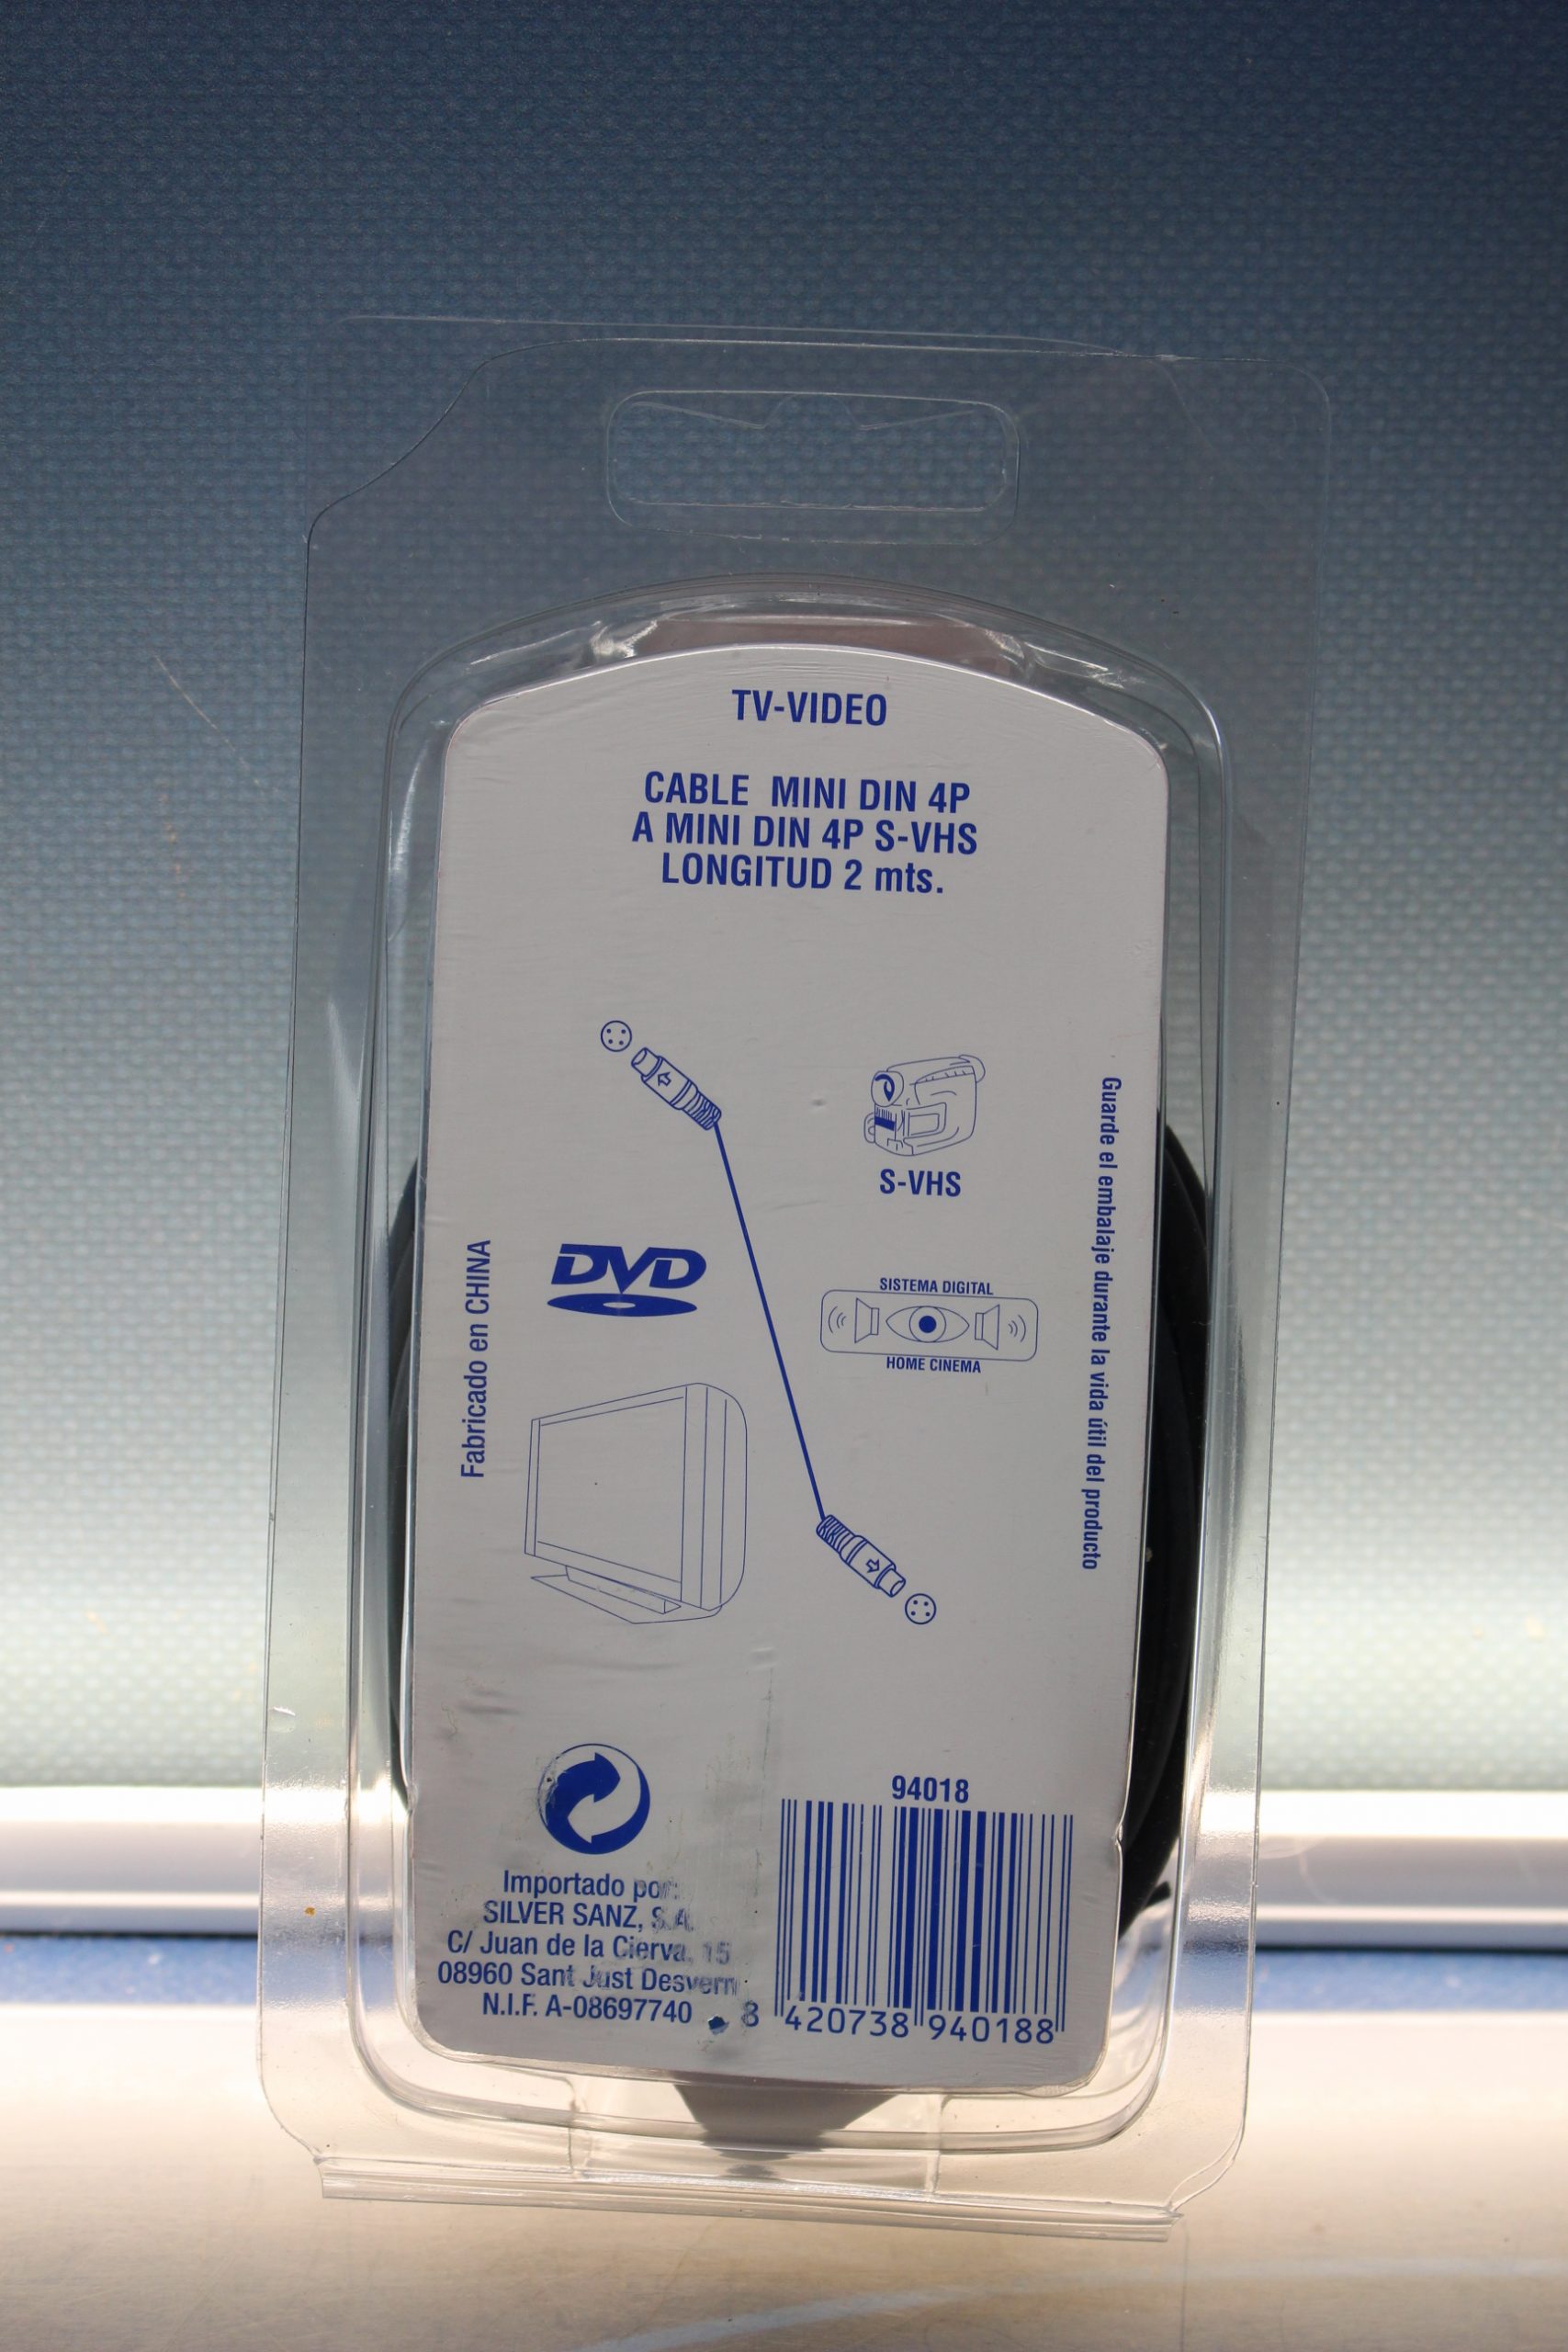 TV-VIDEO
CABLE MINI DIN 4P
A MINI DIN 4P S-VHS
LONGITUD 2 mts.
S-VHS
DVD
SISTEMA DIGITAL
HOME CINEMA
Fabricado en CHINA
Guarde el embalaje durante la vida útil del producto
94018
Importado por:
SILVER SANZ, S.A.
C/ Juan de la Cierva, 15
08960 Sant Just Desvern
N.I.F. A-08697740
8 420738 940188